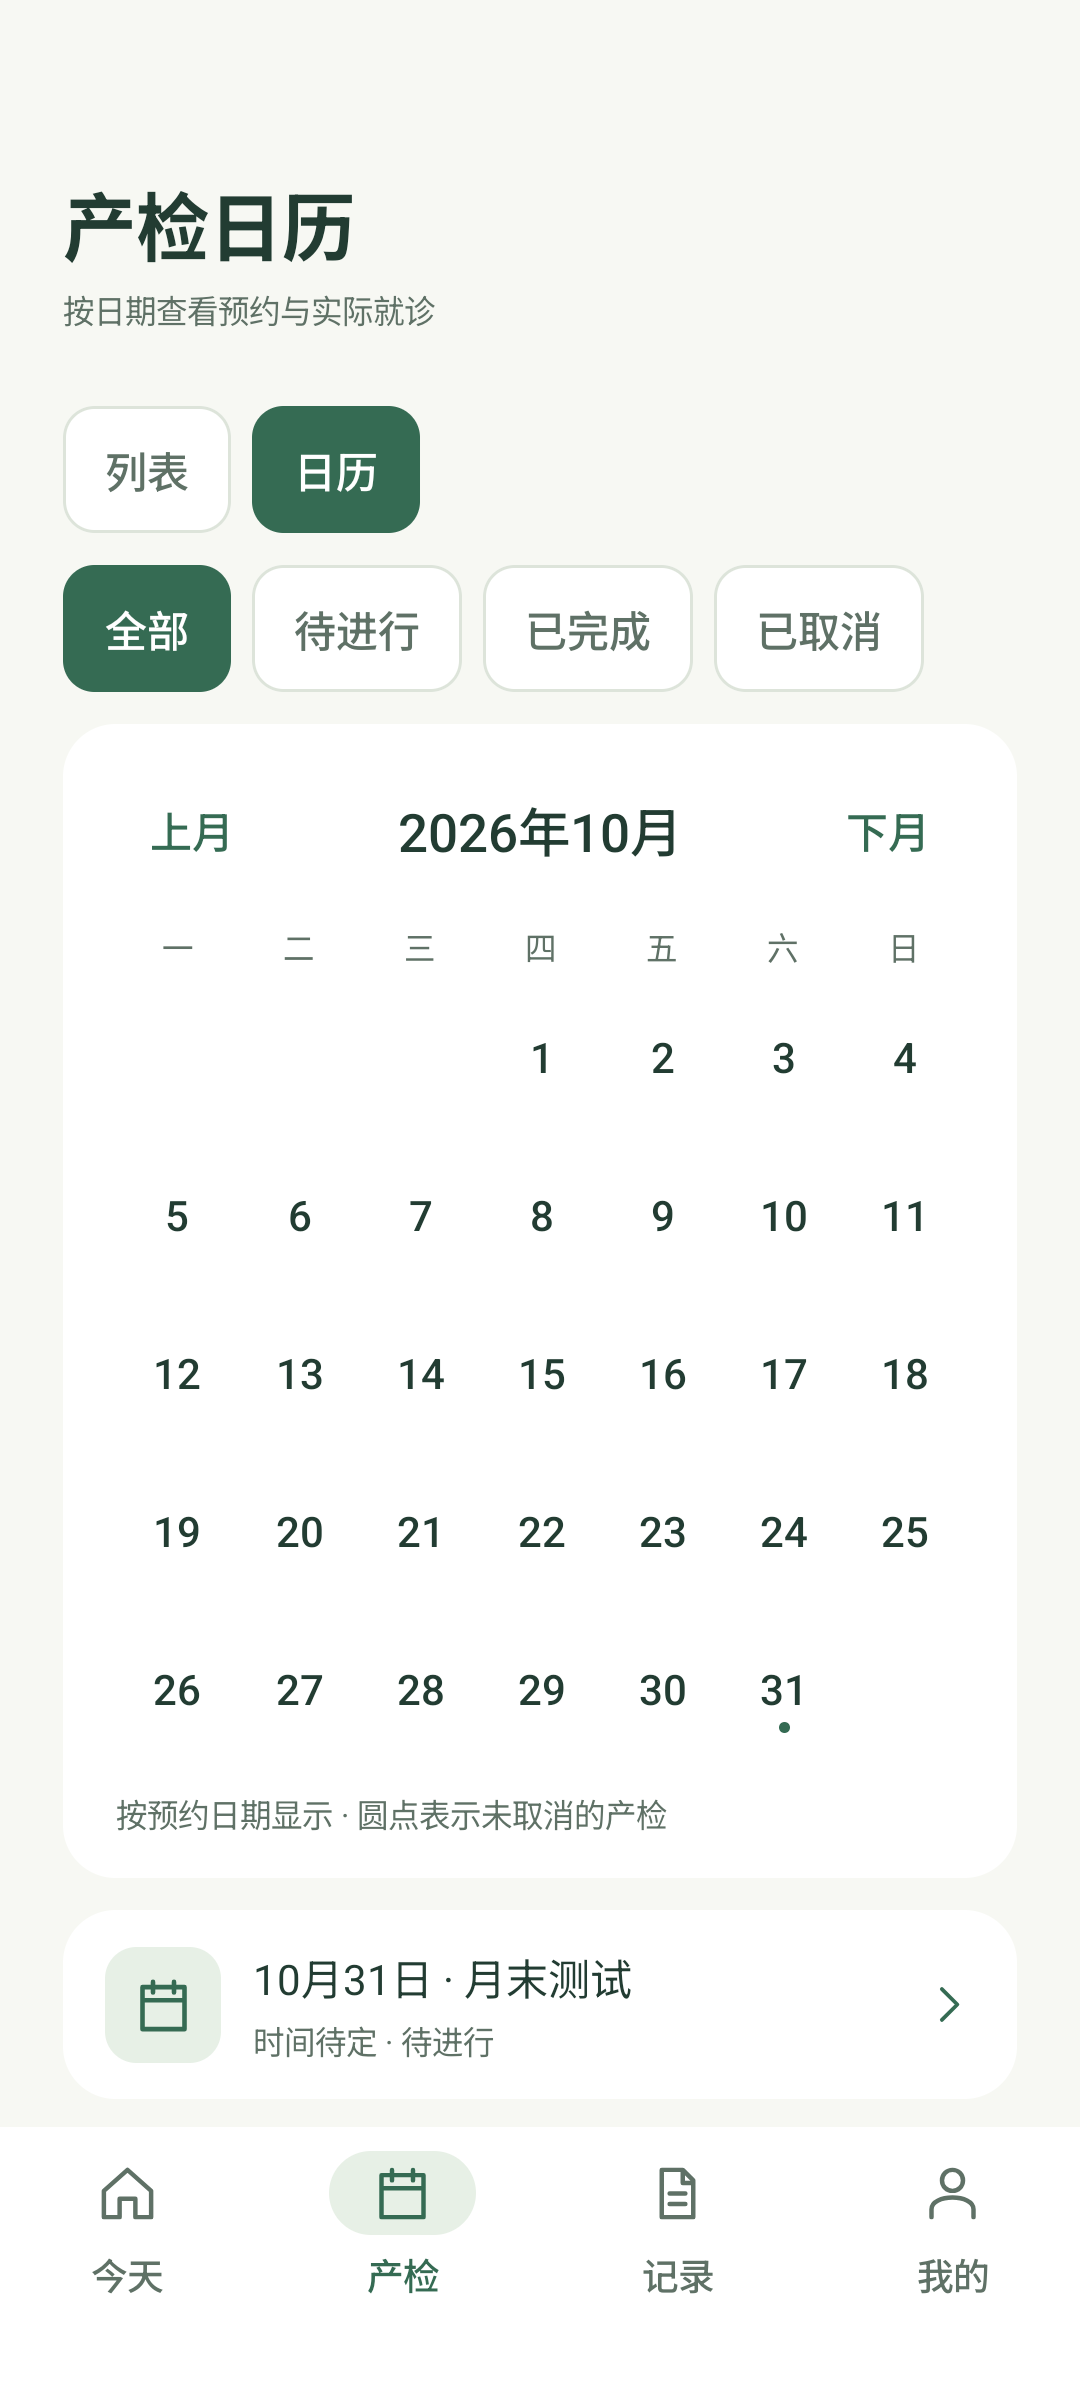 产检日历
按日期查看预约与实际就诊
列表 日历
全部 待进行 已完成 已取消
上月 2026年10月 下月
一 二 三 四 五 六 日
1 2 3 4
5 6 7 8 9 10 11
12 13 14 15 16 17 18
19 20 21 22 23 24 25
26 27 28 29 30 31
按预约日期显示 · 圆点表示未取消的产检
10月31日 · 月末测试
时间待定 · 待进行
今天 产检 记录 我的